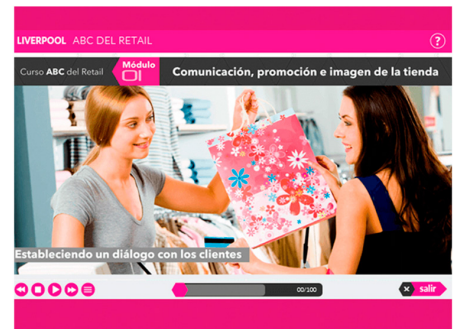 LIVERPOOL ABC DEL RETAIL
?
Curso ABC del Retail
Módulo
01
Comunicación, promoción e imagen de la tienda
Estableciendo un diálogo con los clientes
00/100
x salir